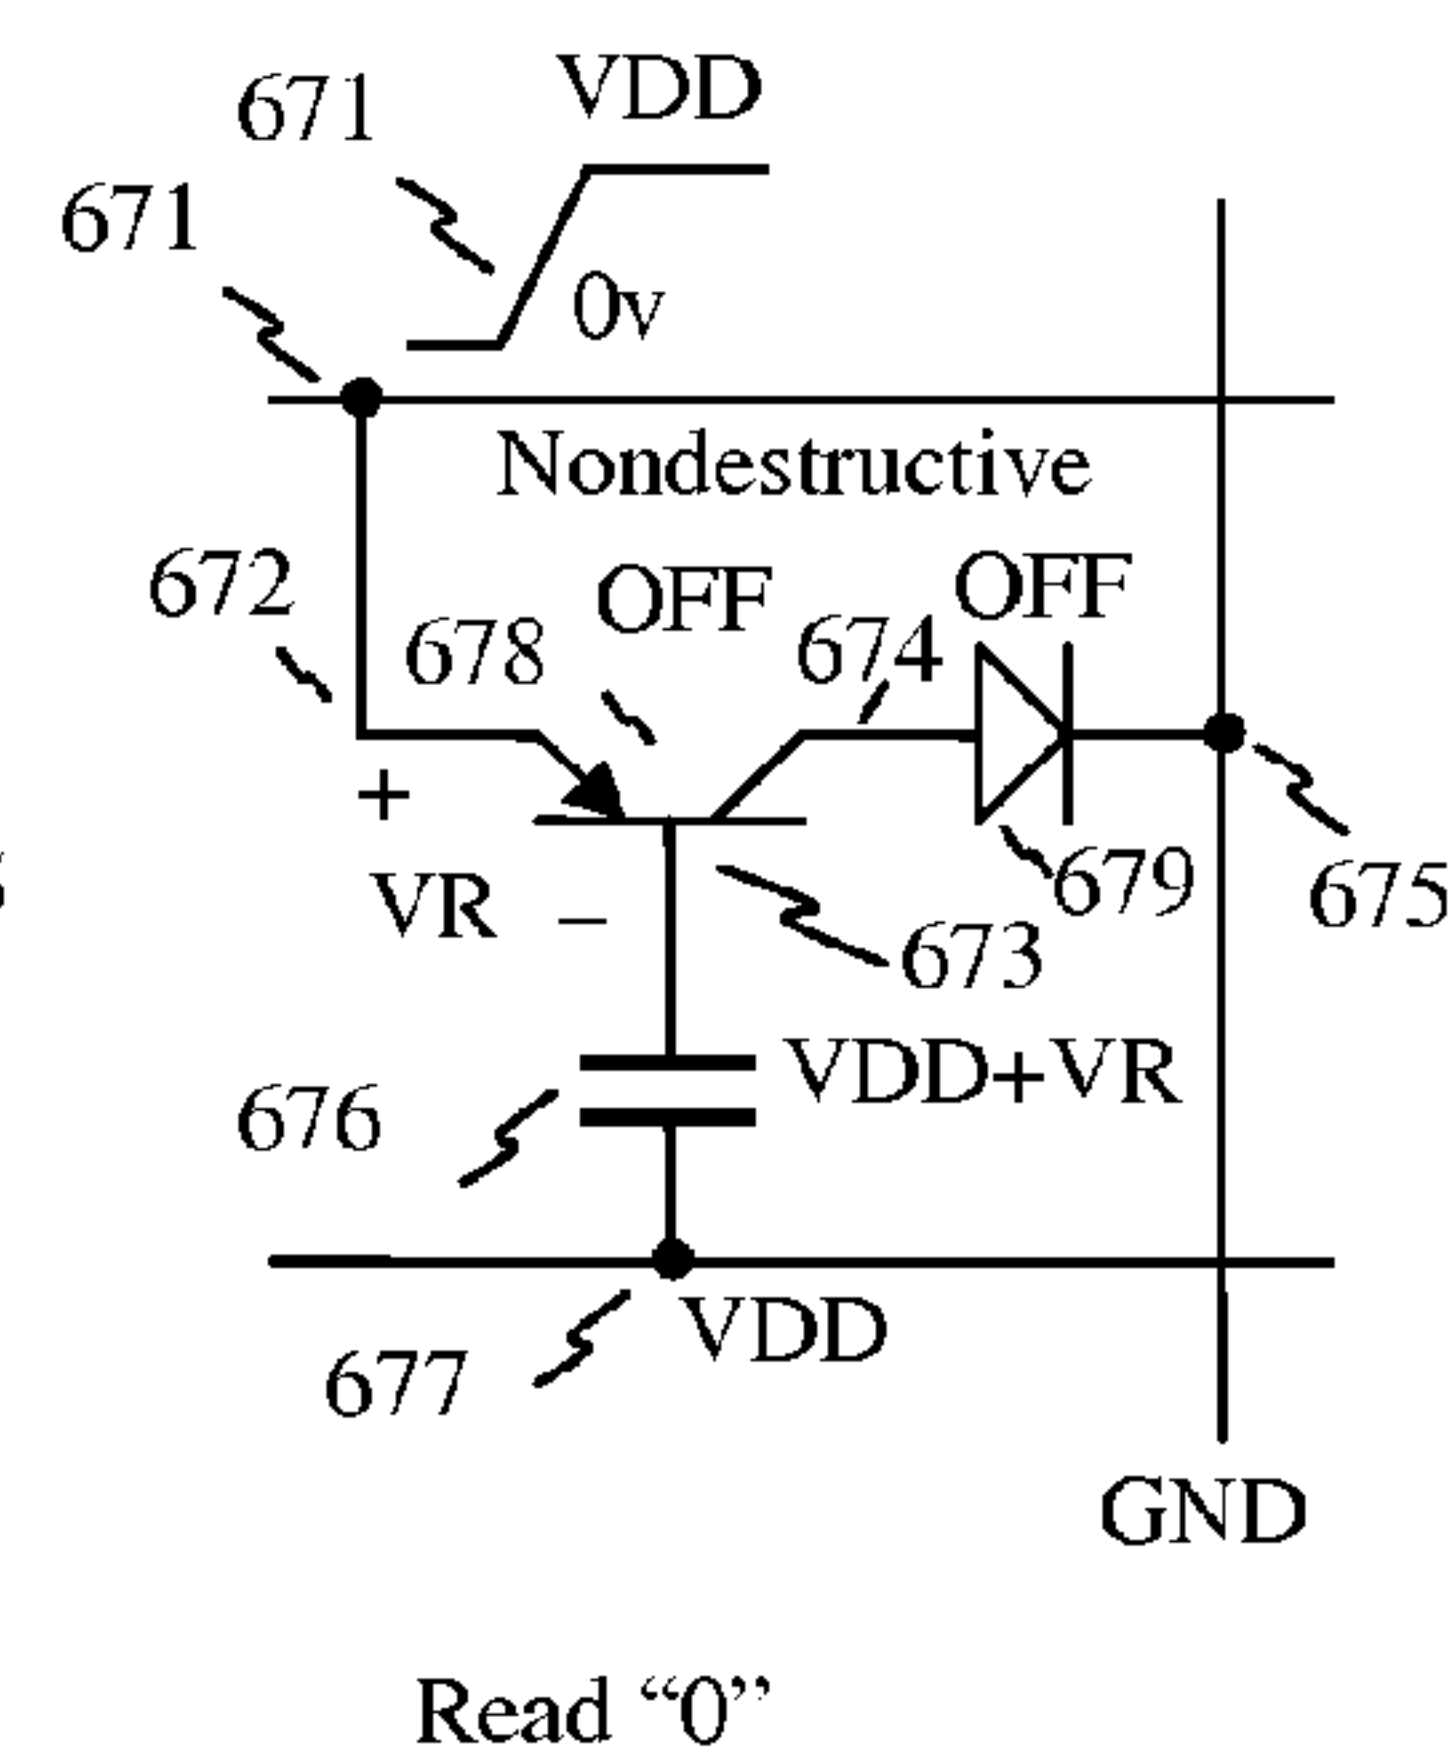 671
VDD
671
0v
Nondestructive
672
OFF
OFF
678
674
+
VR –
679
675
673
VDD+VR
676
VDD
677
GND
Read “0”